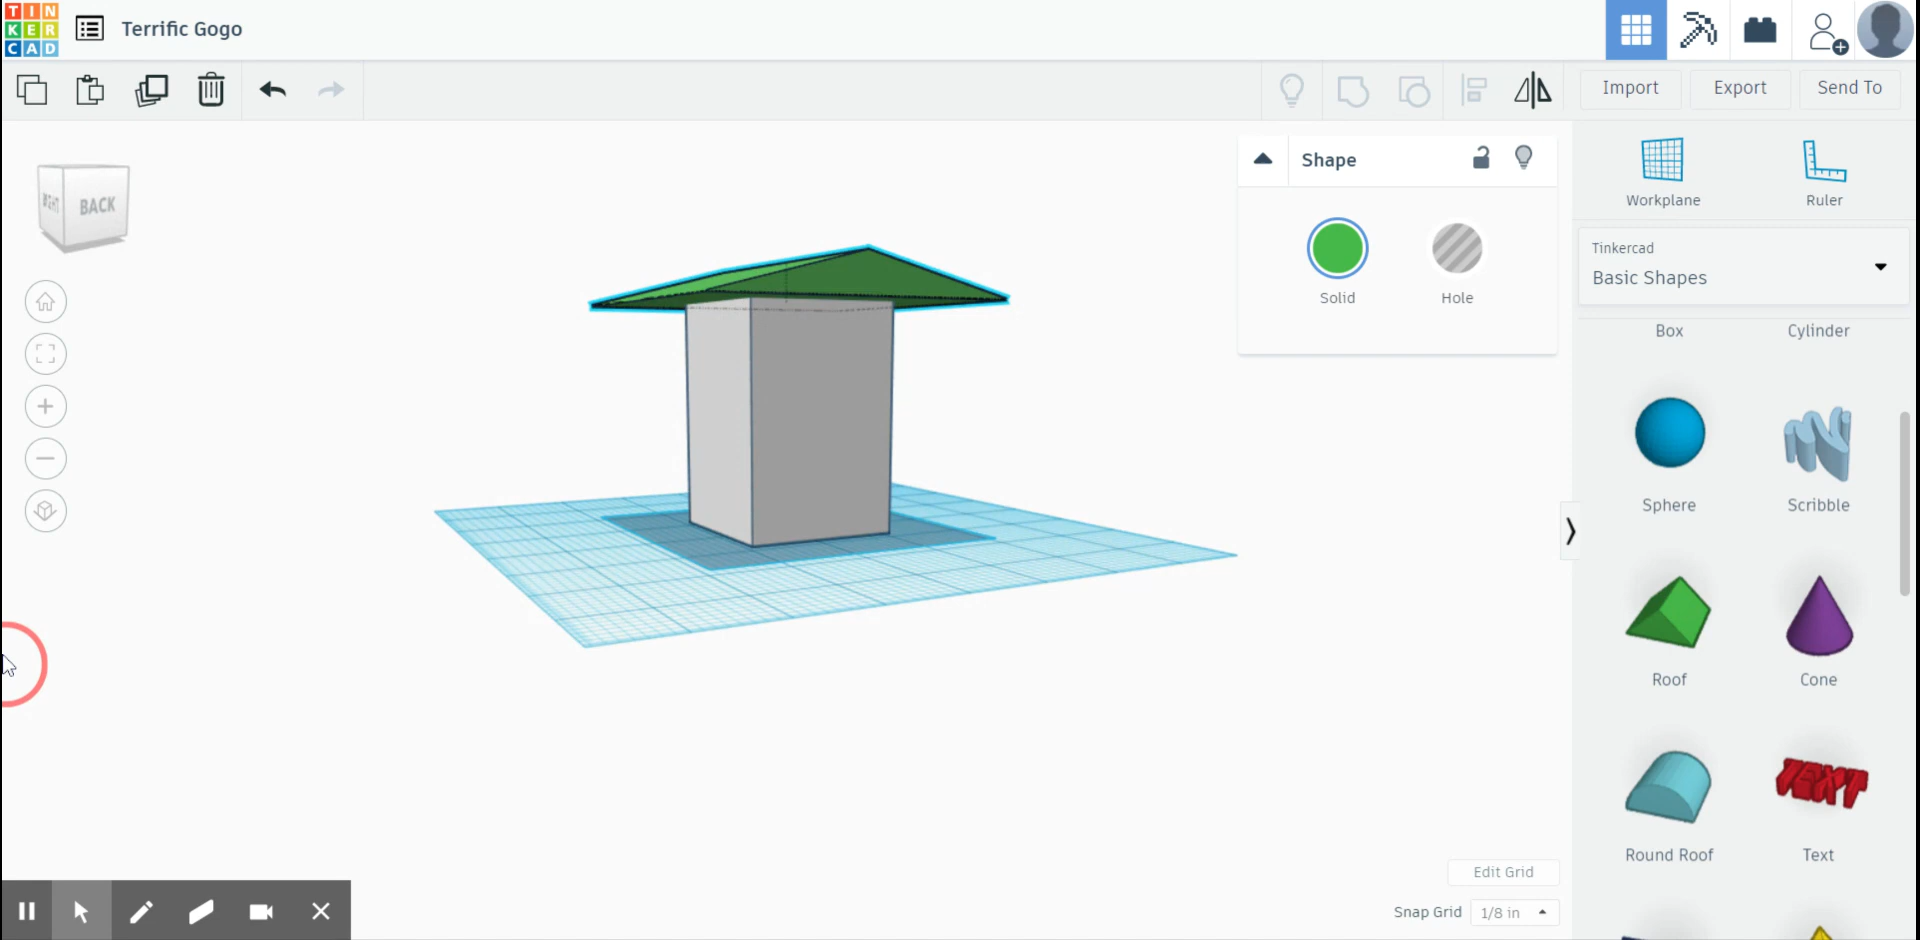 TIN
KER
CAD
Terrific Gogo
Import
Export
Send To
BACK
Shape
Solid
Hole
Workplane
Ruler
Tinkercad
Basic Shapes
Box
Cylinder
Sphere
Scribble
Roof
Cone
TEXT
Round Roof
Text
Edit Grid
Snap Grid
1/8 in